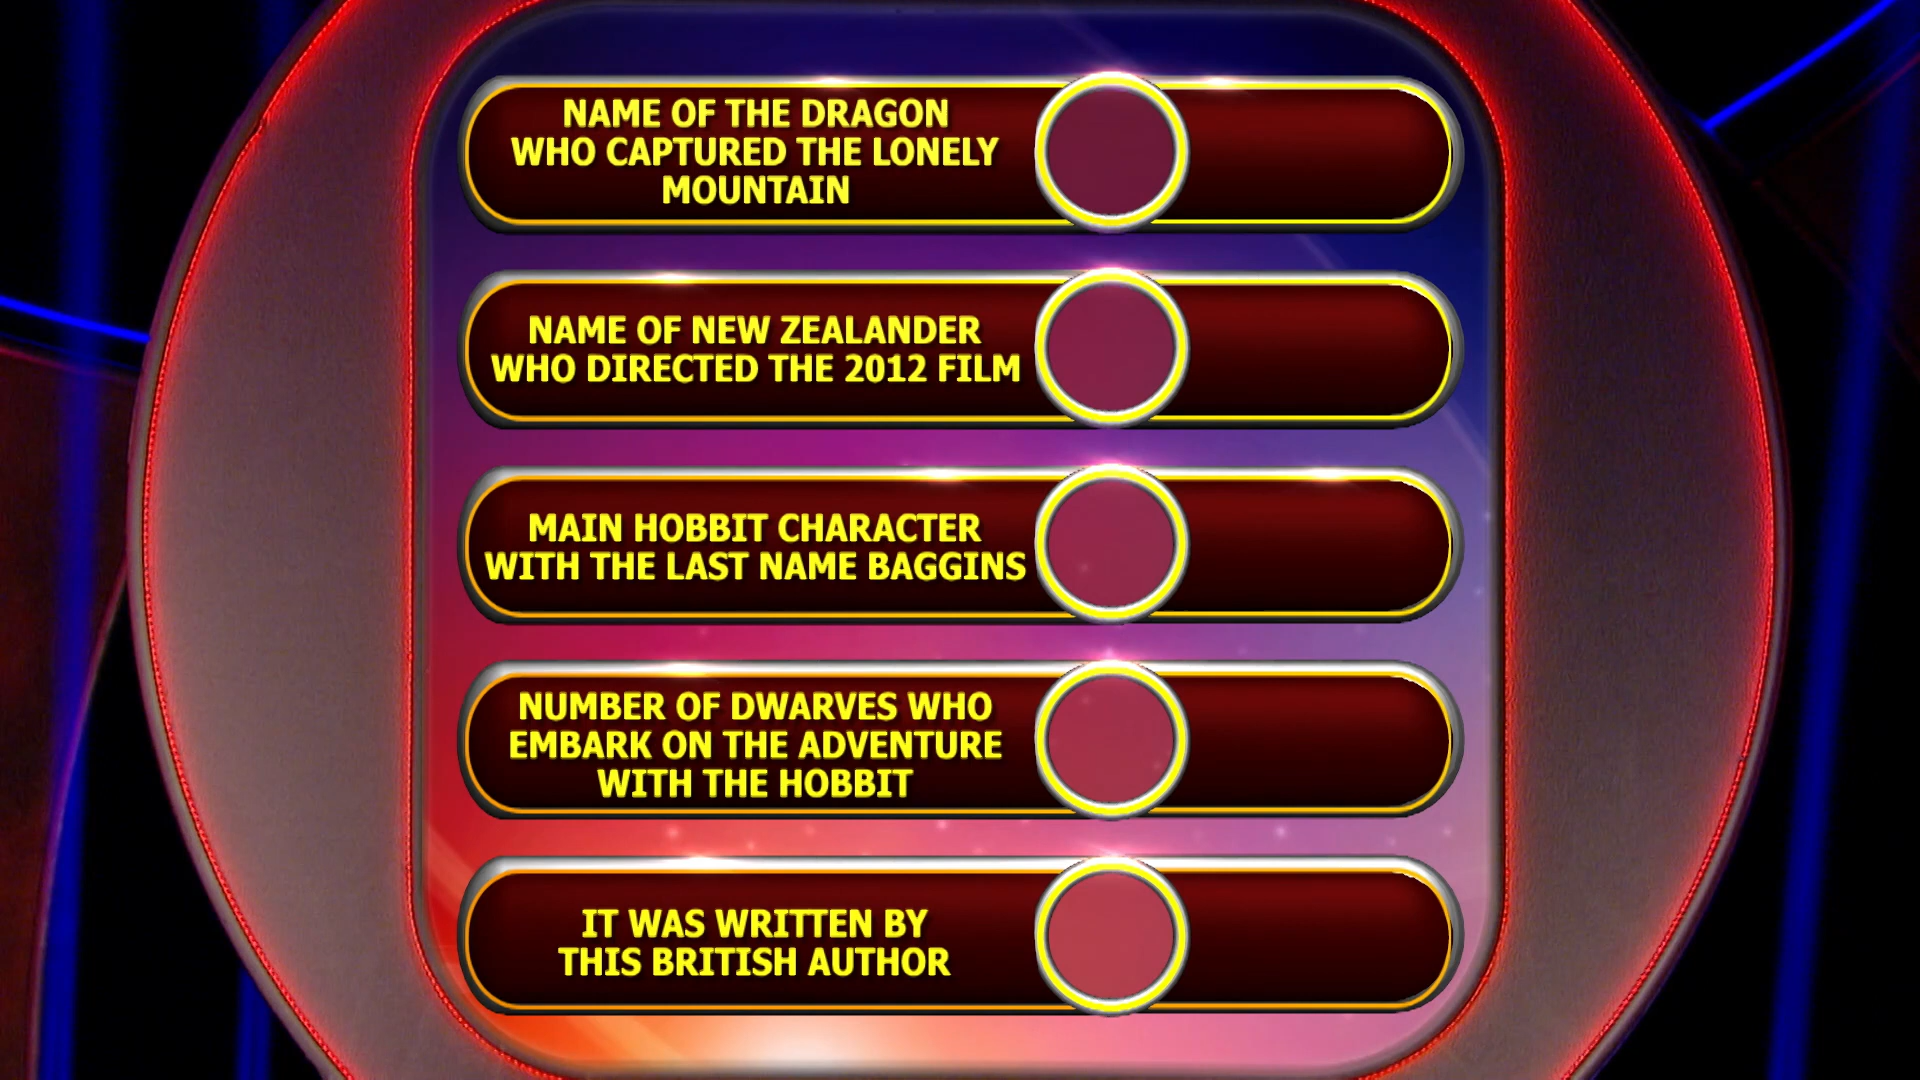 NAME OF THE DRAGON
WHO CAPTURED THE LONELY
MOUNTAIN
NAME OF NEW ZEALANDER
WHO DIRECTED THE 2012 FILM
MAIN HOBBIT CHARACTER
WITH THE LAST NAME BAGGINS
NUMBER OF DWARVES WHO
EMBARK ON THE ADVENTURE
WITH THE HOBBIT
IT WAS WRITTEN BY
THIS BRITISH AUTHOR